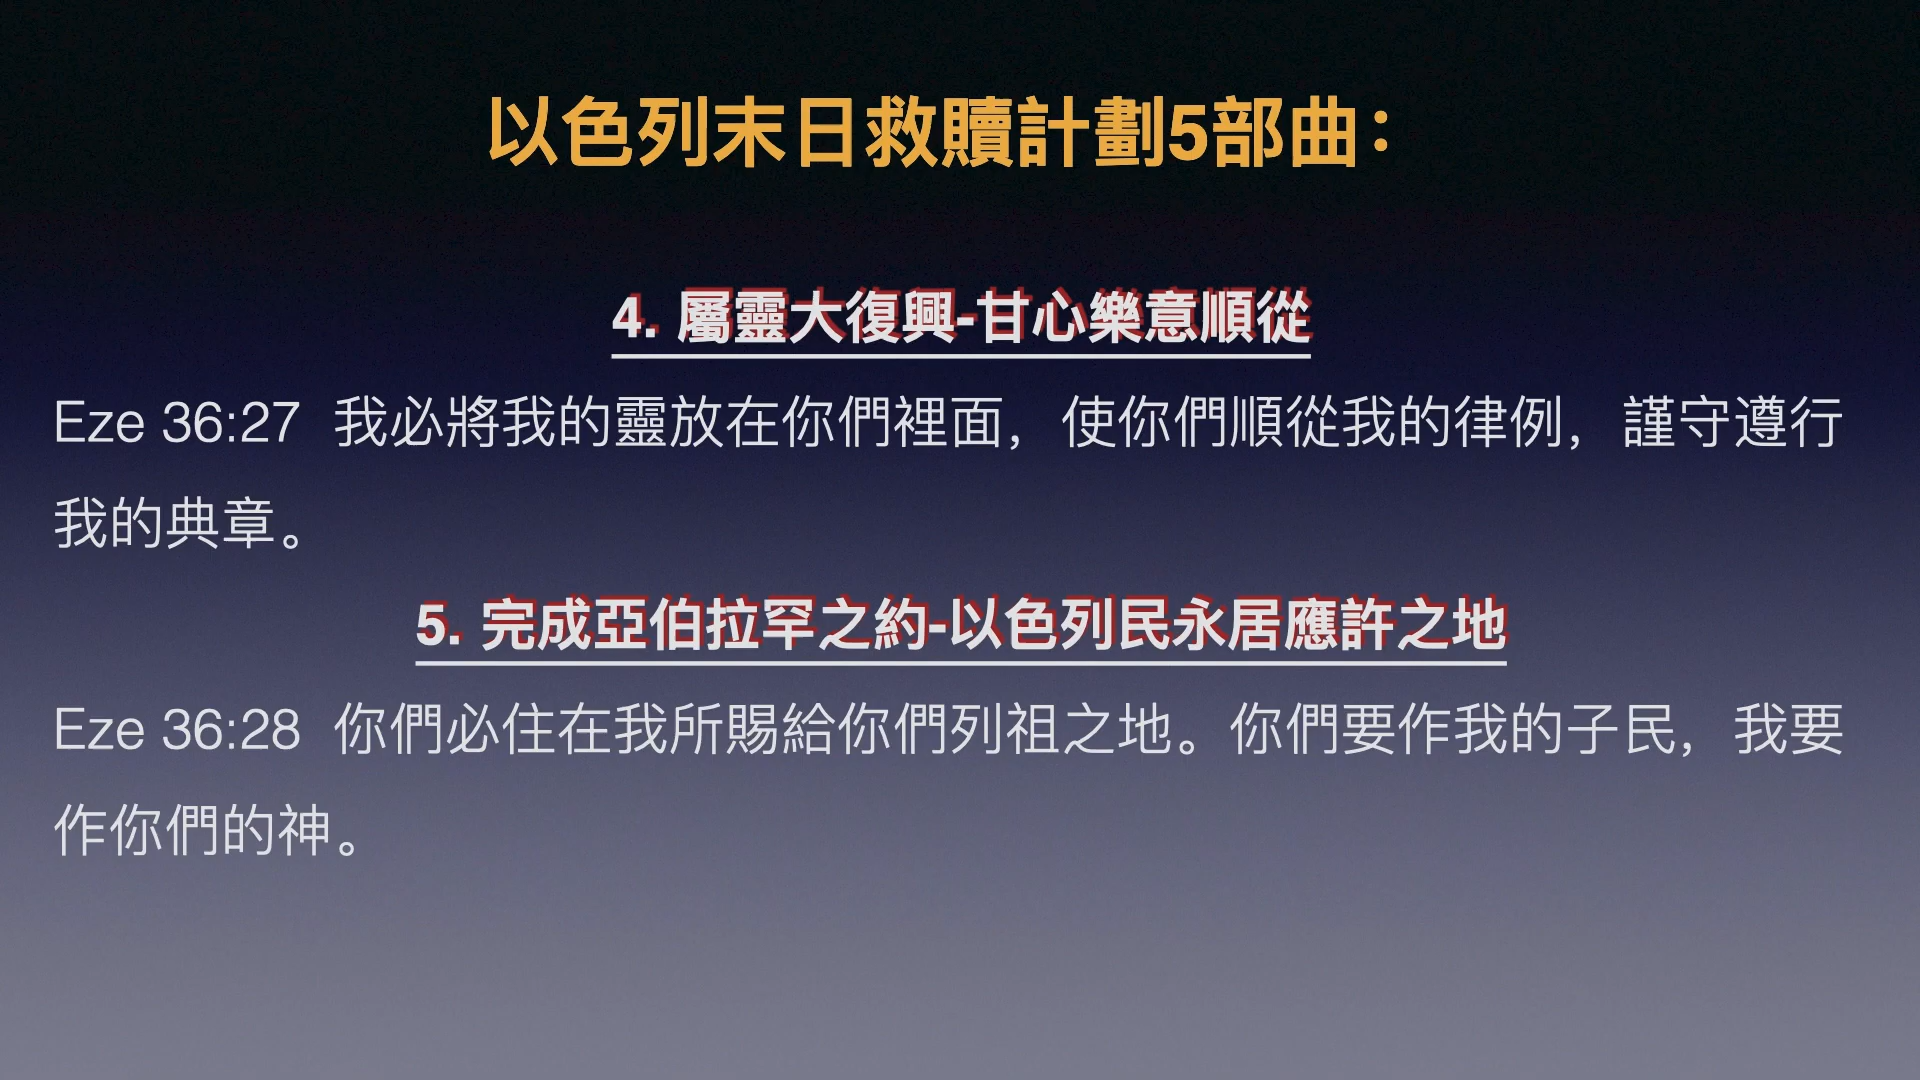 以色列末日救贖計劃5部曲：
4. 屬靈大復興-甘心樂意順從
Eze 36:27 我必將我的靈放在你們裡面，使你們順從我的律例，謹守遵行
我的典章。
5. 完成亞伯拉罕之約-以色列民永居應許之地
Eze 36:28 你們必住在我所賜給你們列祖之地。你們要作我的子民，我要
作你們的神。